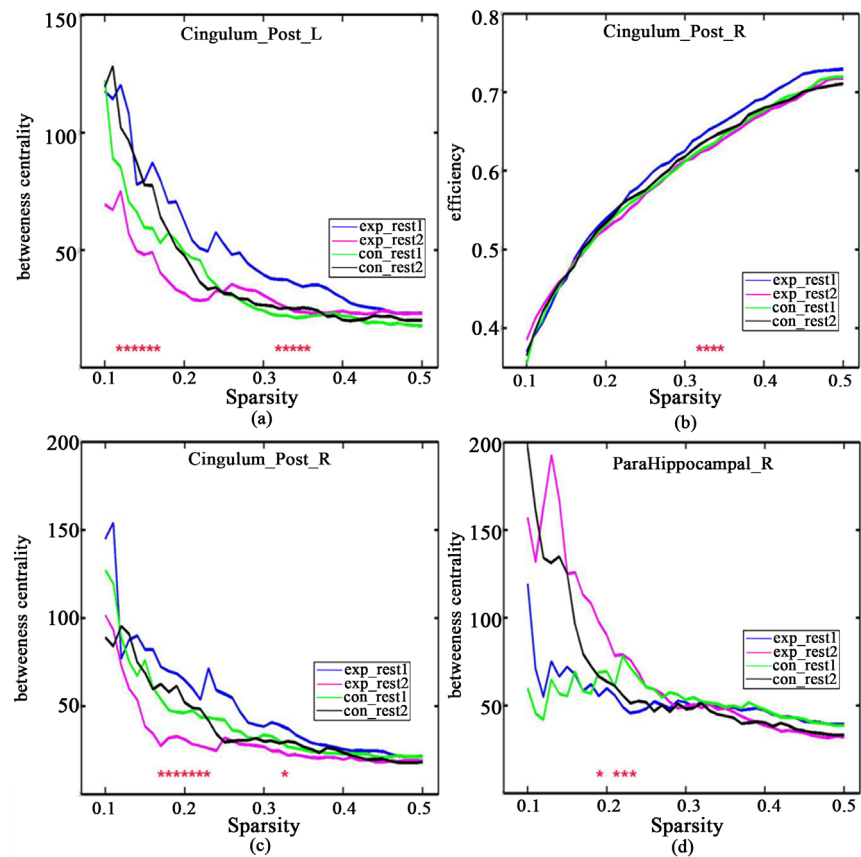 Cingulum_Post_L
betweeness centrality
150
100
50
exp_rest1
exp_rest2
con_rest1
con_rest2
******
*****
0.1
0.2
0.3
0.4
0.5
Sparsity
(a)
Cingulum_Post_R
efficiency
0.8
0.7
0.6
0.5
0.4
exp_rest1
exp_rest2
con_rest1
con_rest2
****
0.1
0.2
0.3
0.4
0.5
Sparsity
(b)
Cingulum_Post_R
betweeness centrality
200
150
100
50
exp_rest1
exp_rest2
con_rest1
con_rest2
*******
*
0.1
0.2
0.3
0.4
0.5
Sparsity
(c)
ParaHippocampal_R
betweeness centrality
200
150
100
50
exp_rest1
exp_rest2
con_rest1
con_rest2
*
***
0.1
0.2
0.3
0.4
0.5
Sparsity
(d)